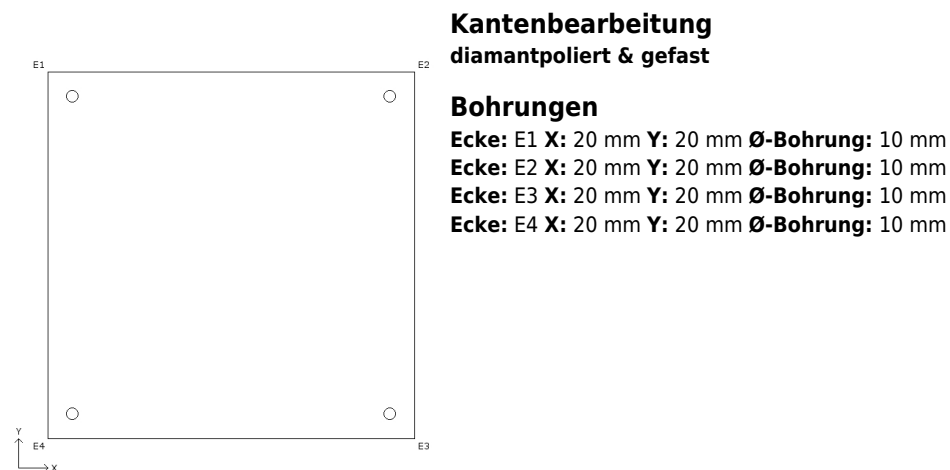 Kantenbearbeitung
diamantpoliert & gefast
E1
E2
Bohrungen
Ecke: E1 X: 20 mm Y: 20 mm Ø-Bohrung: 10 mm
Ecke: E2 X: 20 mm Y: 20 mm Ø-Bohrung: 10 mm
Ecke: E3 X: 20 mm Y: 20 mm Ø-Bohrung: 10 mm
Ecke: E4 X: 20 mm Y: 20 mm Ø-Bohrung: 10 mm
Y
E4
E3
X